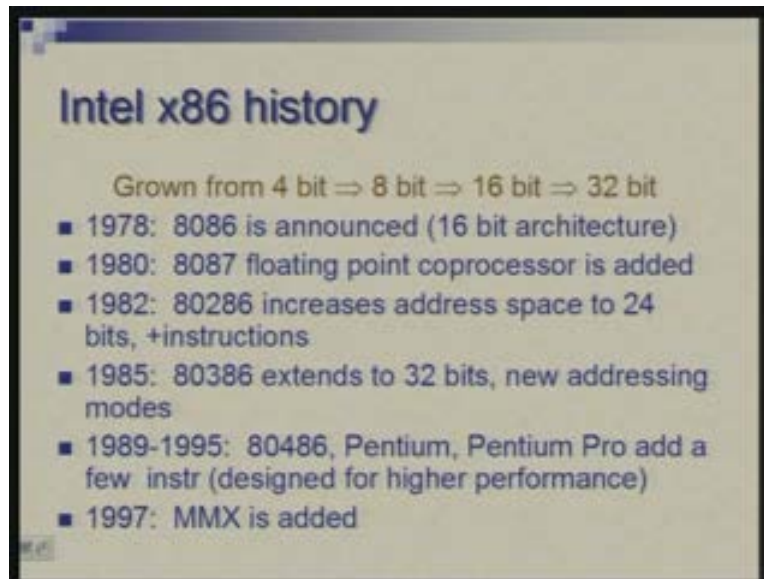 Intel x86 history
Grown from 4 bit ⇒ 8 bit ⇒ 16 bit ⇒ 32 bit
■ 1978: 8086 is announced (16 bit architecture)
■ 1980: 8087 floating point coprocessor is added
■ 1982: 80286 increases address space to 24
bits, +instructions
■ 1985: 80386 extends to 32 bits, new addressing
modes
■ 1989-1995: 80486, Pentium, Pentium Pro add a
few instr (designed for higher performance)
■ 1997: MMX is added